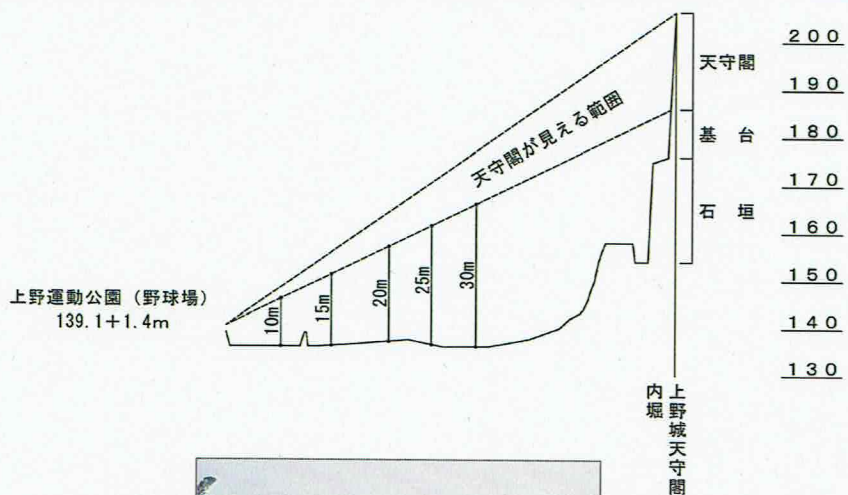 200
天守閣
190
天守閣が見える範囲
基台
180
170
石垣
160
150
140
130
10m
15m
20m
25m
30m
上野運動公園（野球場）
139.1+1.4m
上野城天守閣
内堀